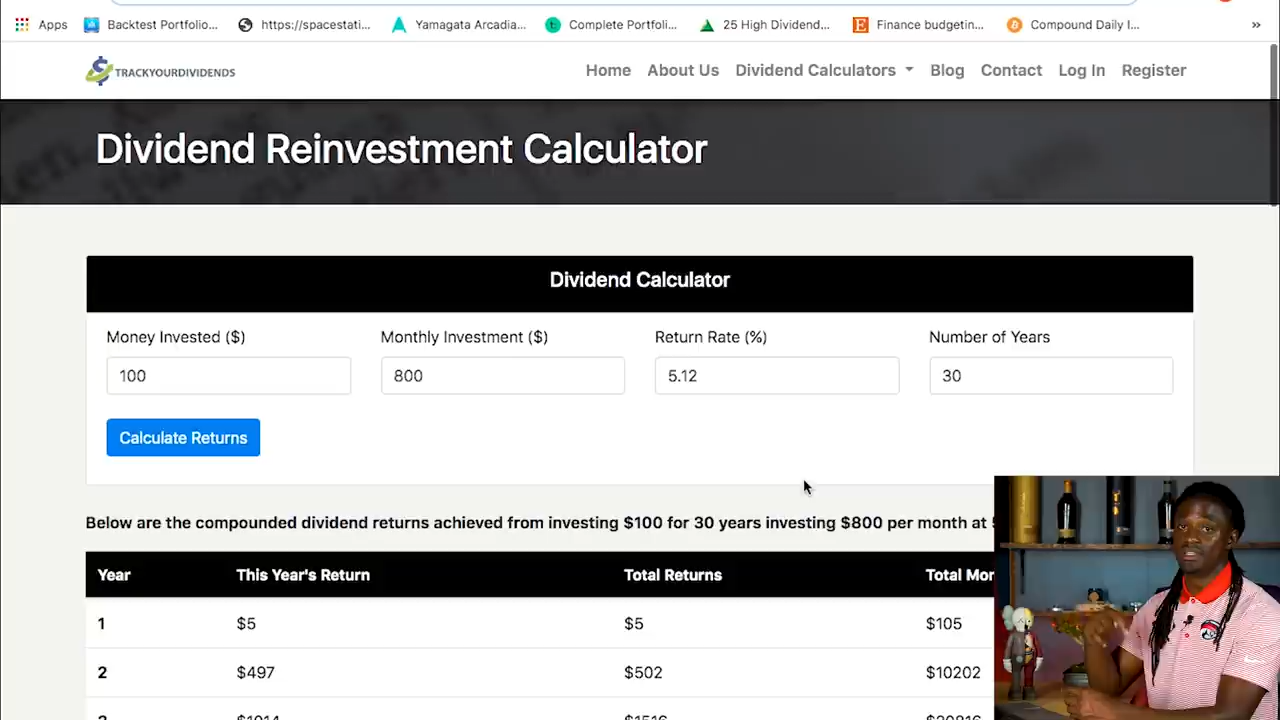 Apps Backtest Portfolio... https://spacestati... Yamagata Arcadia... Complete Portfoli... 25 High Dividend... Finance budgetin... Compound Daily I... »
TRACKYOURDIVIDENDS Home About Us Dividend Calculators Blog Contact Log In Register
Dividend Reinvestment Calculator
Dividend Calculator
Money Invested ($) Monthly Investment ($) Return Rate (%) Number of Years
100 800 5.12 30
Calculate Returns
Below are the compounded dividend returns achieved from investing $100 for 30 years investing $800 per month at
Year This Year's Return Total Returns Total Mon
1 $5 $5 $105
2 $497 $502 $10202